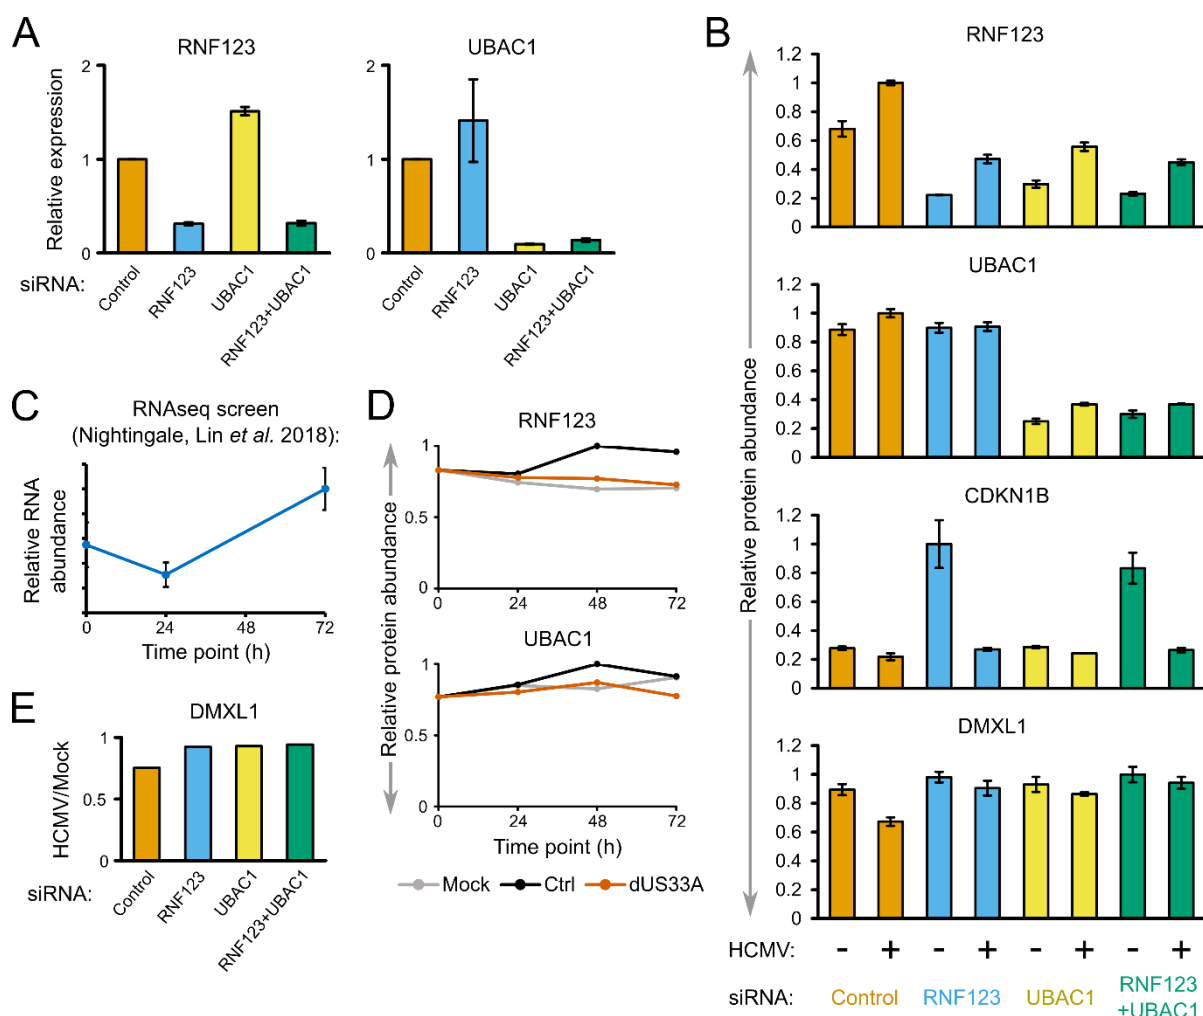 A
RNF123
UBAC1
Relative expression
2
1
0
2
1
0
siRNA:
Control
RNF123
UBAC1
RNF123+UBAC1
Control
RNF123
UBAC1
RNF123+UBAC1
B
Relative protein abundance
RNF123
1.2
1
0.8
0.6
0.4
0.2
0
UBAC1
1.2
1
0.8
0.6
0.4
0.2
0
CDKN1B
1.2
1
0.8
0.6
0.4
0.2
0
DMXL1
1.2
1
0.8
0.6
0.4
0.2
0
HCMV: - + - + - + - +
siRNA: Control RNF123 UBAC1 RNF123
+UBAC1
C
RNAseq screen
(Nightingale, Lin et al. 2018):
Relative RNA
abundance
0 24 48 72
Time point (h)
D
Relative protein abundance
RNF123
1
0.5
0
0 24 48 72
UBAC1
1
0.5
0
0 24 48 72
Time point (h)
Mock Ctrl dUS33A
E
DMXL1
HCMV/Mock
1
0.5
0
siRNA:
Control
RNF123
UBAC1
RNF123+UBAC1